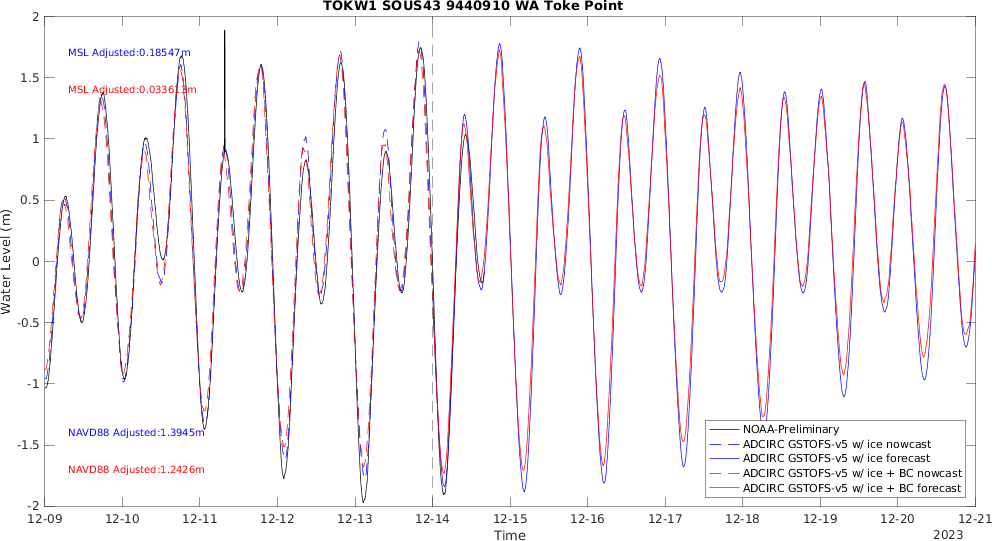 TOKW1 SOUS43 9440910 WA Toke Point
2
1.5
1
0.5
0
-0.5
-1
-1.5
-2
Water Level (m)
MSL Adjusted:0.18547m
MSL Adjusted:0.033613m
NAVD88 Adjusted:1.3945m
NAVD88 Adjusted:1.2426m
NOAA-Preliminary
ADCIRC GSTOFS-v5 w/ ice nowcast
ADCIRC GSTOFS-v5 w/ ice forecast
ADCIRC GSTOFS-v5 w/ ice + BC nowcast
ADCIRC GSTOFS-v5 w/ ice + BC forecast
12-09 12-10 12-11 12-12 12-13 12-14 12-15 12-16 12-17 12-18 12-19 12-20 12-21
Time
2023